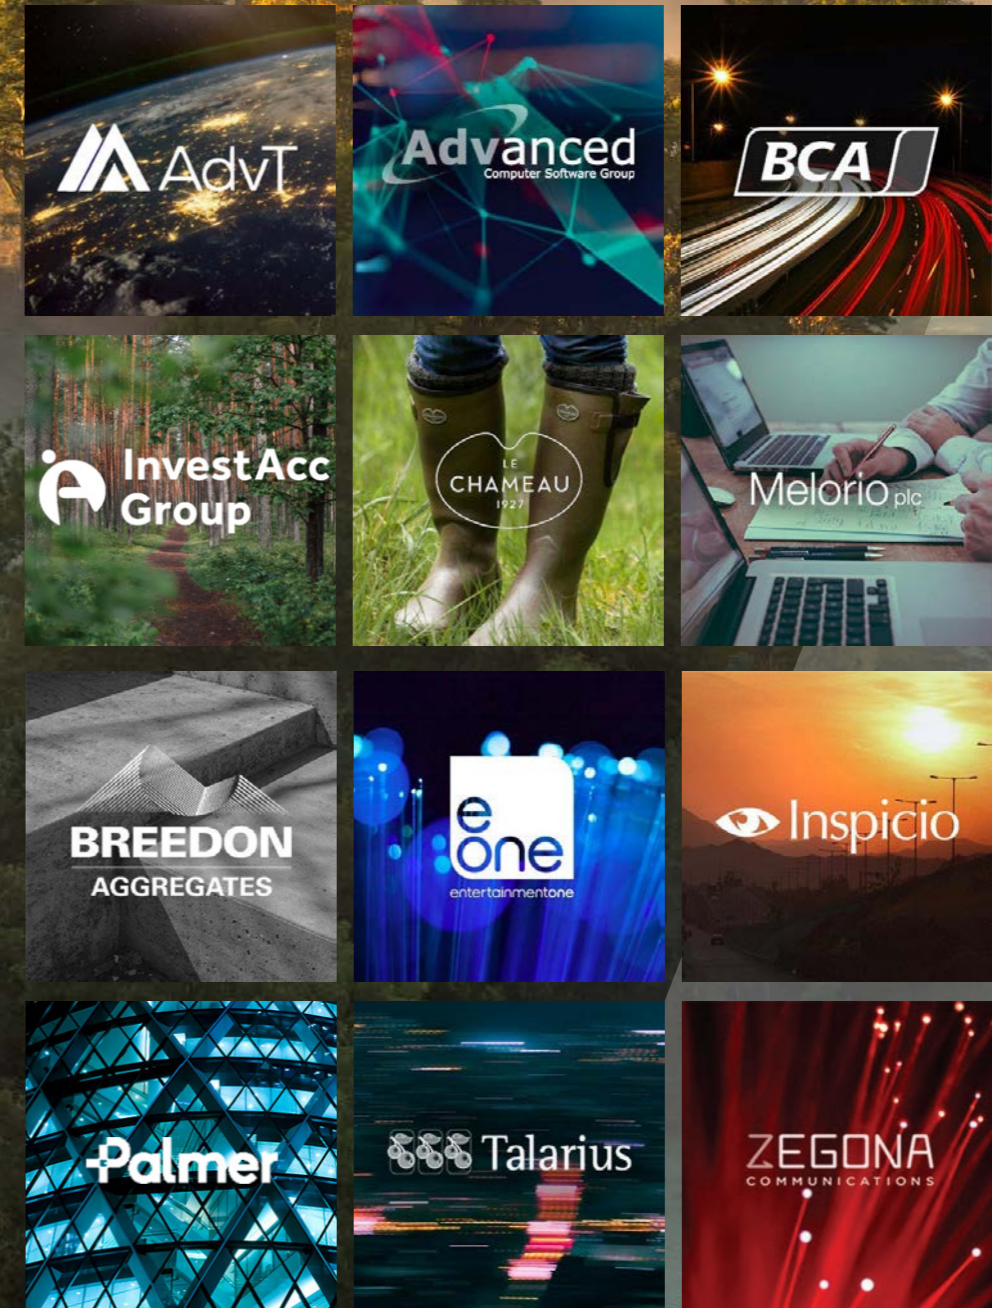 AdvT
Advanced
Computer Software Group
BCA
InvestAcc
Group
LE
CHAMEAU
1927
Melorio plc
BREEDON
AGGREGATES
e
one
entertainmentone
Inspicio
Palmer
Talarius
ZEGONA
COMMUNICATIONS